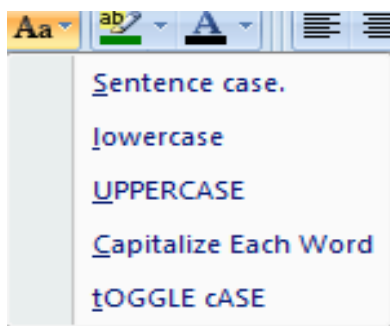 Aa ab A
Sentence case.
lowercase
UPPERCASE
Capitalize Each Word
tOGGLE cASE